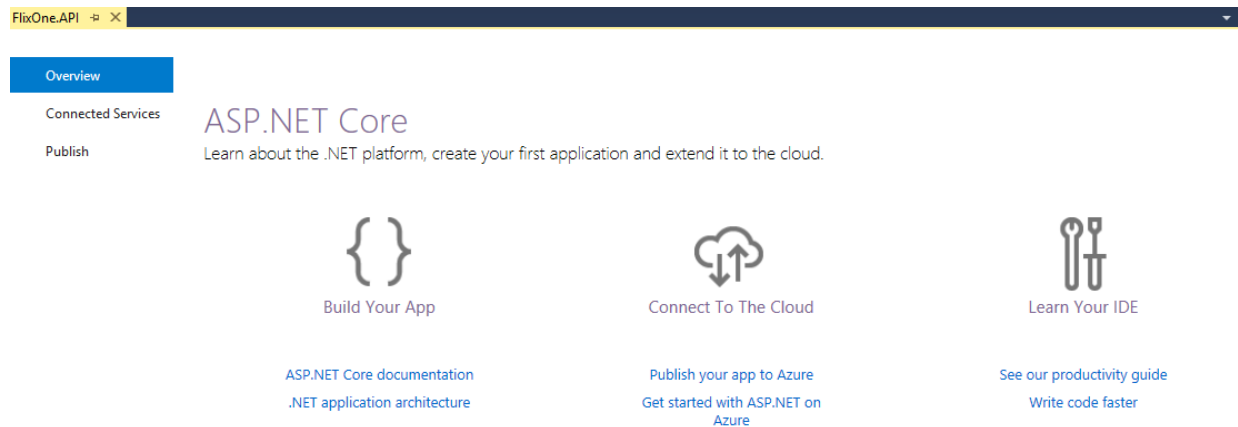 FlixOne.API
Overview
Connected Services
Publish
ASP.NET Core
Learn about the .NET platform, create your first application and extend it to the cloud.
Build Your App
Connect To The Cloud
Learn Your IDE
ASP.NET Core documentation
Publish your app to Azure
See our productivity guide
.NET application architecture
Get started with ASP.NET on
Azure
Write code faster